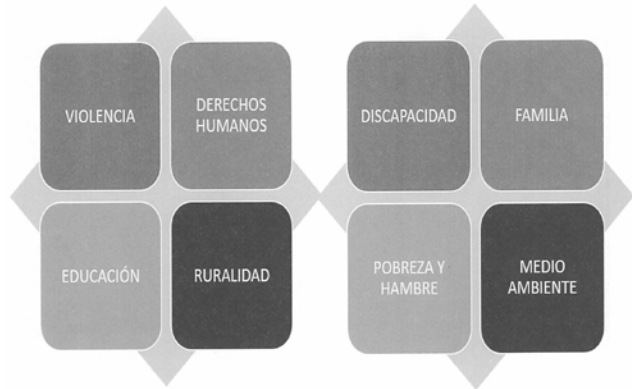 VIOLENCIA
DERECHOS
HUMANOS
EDUCACIÓN
RURALIDAD
DISCAPACIDAD
FAMILIA
POBREZA Y
HAMBRE
MEDIO
AMBIENTE